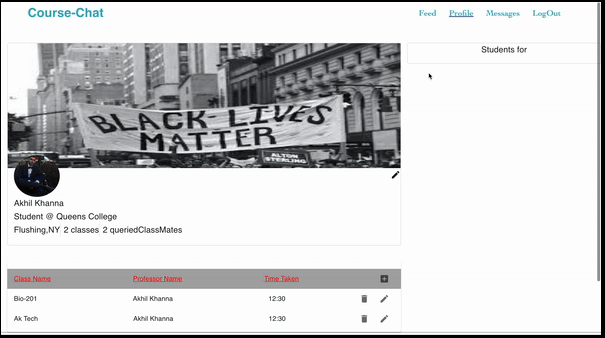 Course-Chat
Feed Profile Messages LogOut
Students for
BLACK LIVES
MATTER
ALTON
STERLING
Akhil Khanna
Student @ Queens College
Flushing,NY 2 classes 2 queriedClassMates
Class Name Professor Name Time Taken
Bio-201 Akhil Khanna 12:30
Ak Tech Akhil Khanna 12:30